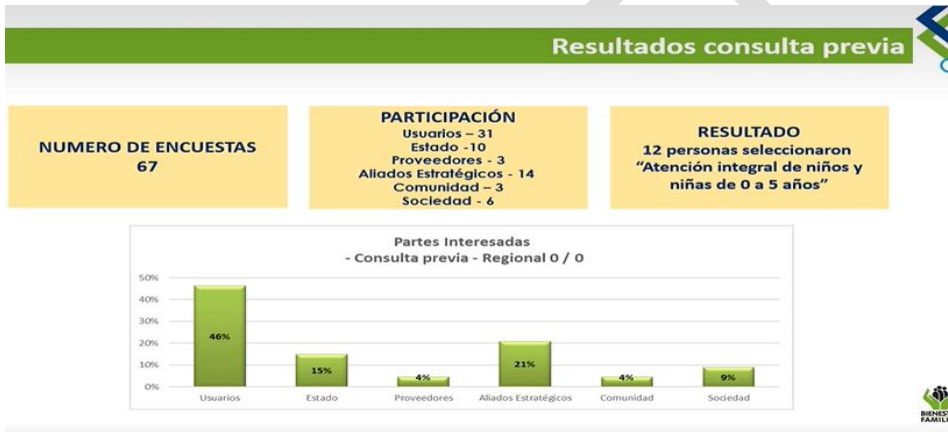 Resultados consulta previa
NUMERO DE ENCUESTAS
67
PARTICIPACIÓN
Usuarios – 31
Estado -10
Proveedores - 3
Aliados Estratégicos - 14
Comunidad – 3
Sociedad - 6
RESULTADO
12 personas seleccionaron
“Atención integral de niños y
niñas de 0 a 5 años”
Partes Interesadas
- Consulta previa - Regional 0 / 0
50%
40%
30%
20%
10%
0%
46%
15%
4%
21%
4%
9%
Usuarios
Estado
Proveedores
Aliados Estratégicos
Comunidad
Sociedad